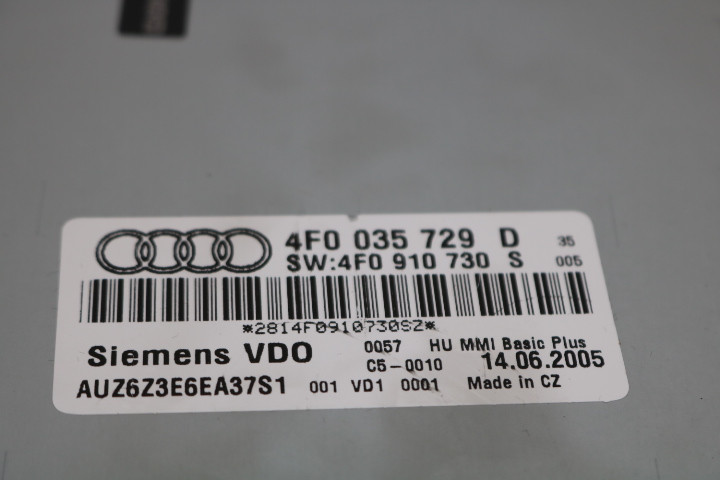 4F0 035 729 D 35
SW:4F0 910 730 S 005
*2814F0910730SZ*
Siemens VDO 0057 HU MMI Basic Plus
C5-0010 14.06.2005
AUZ6Z3E6EA37S1 001 VD1 0001 Made in CZ